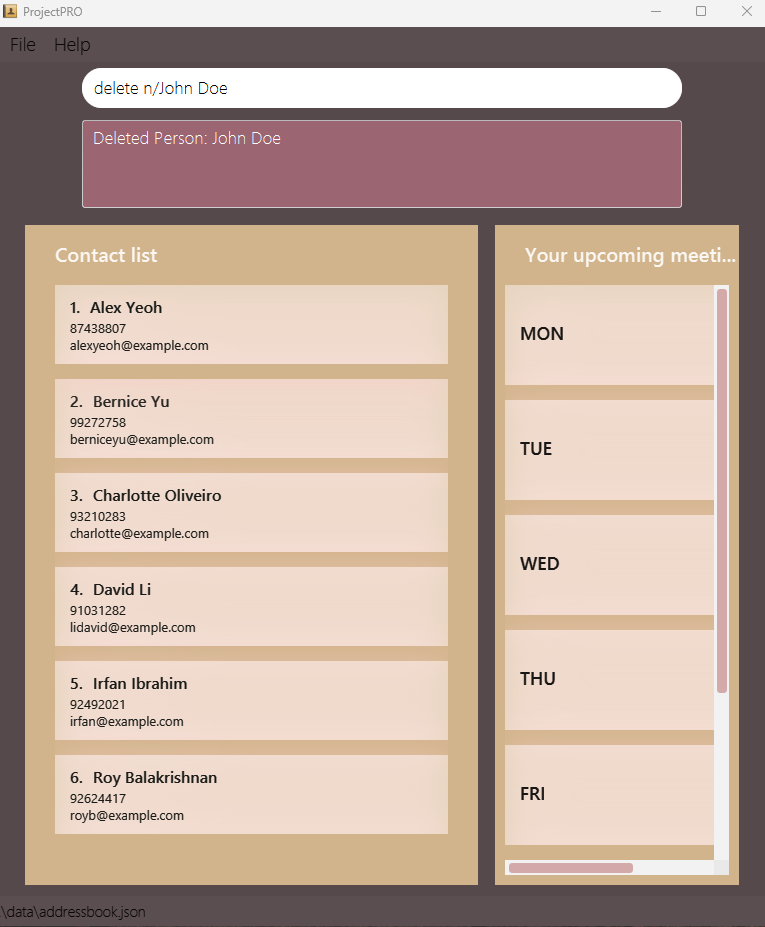 ProjectPRO
File Help
delete n/John Doe
Deleted Person: John Doe
Contact list
1. Alex Yeoh
87438807
alexyeoh@example.com
2. Bernice Yu
99272758
berniceyu@example.com
3. Charlotte Oliveiro
93210283
charlotte@example.com
4. David Li
91031282
lidavid@example.com
5. Irfan Ibrahim
92492021
irfan@example.com
6. Roy Balakrishnan
92624417
royb@example.com
Your upcoming meeti...
MON
TUE
WED
THU
FRI
.\data\addressbook.json